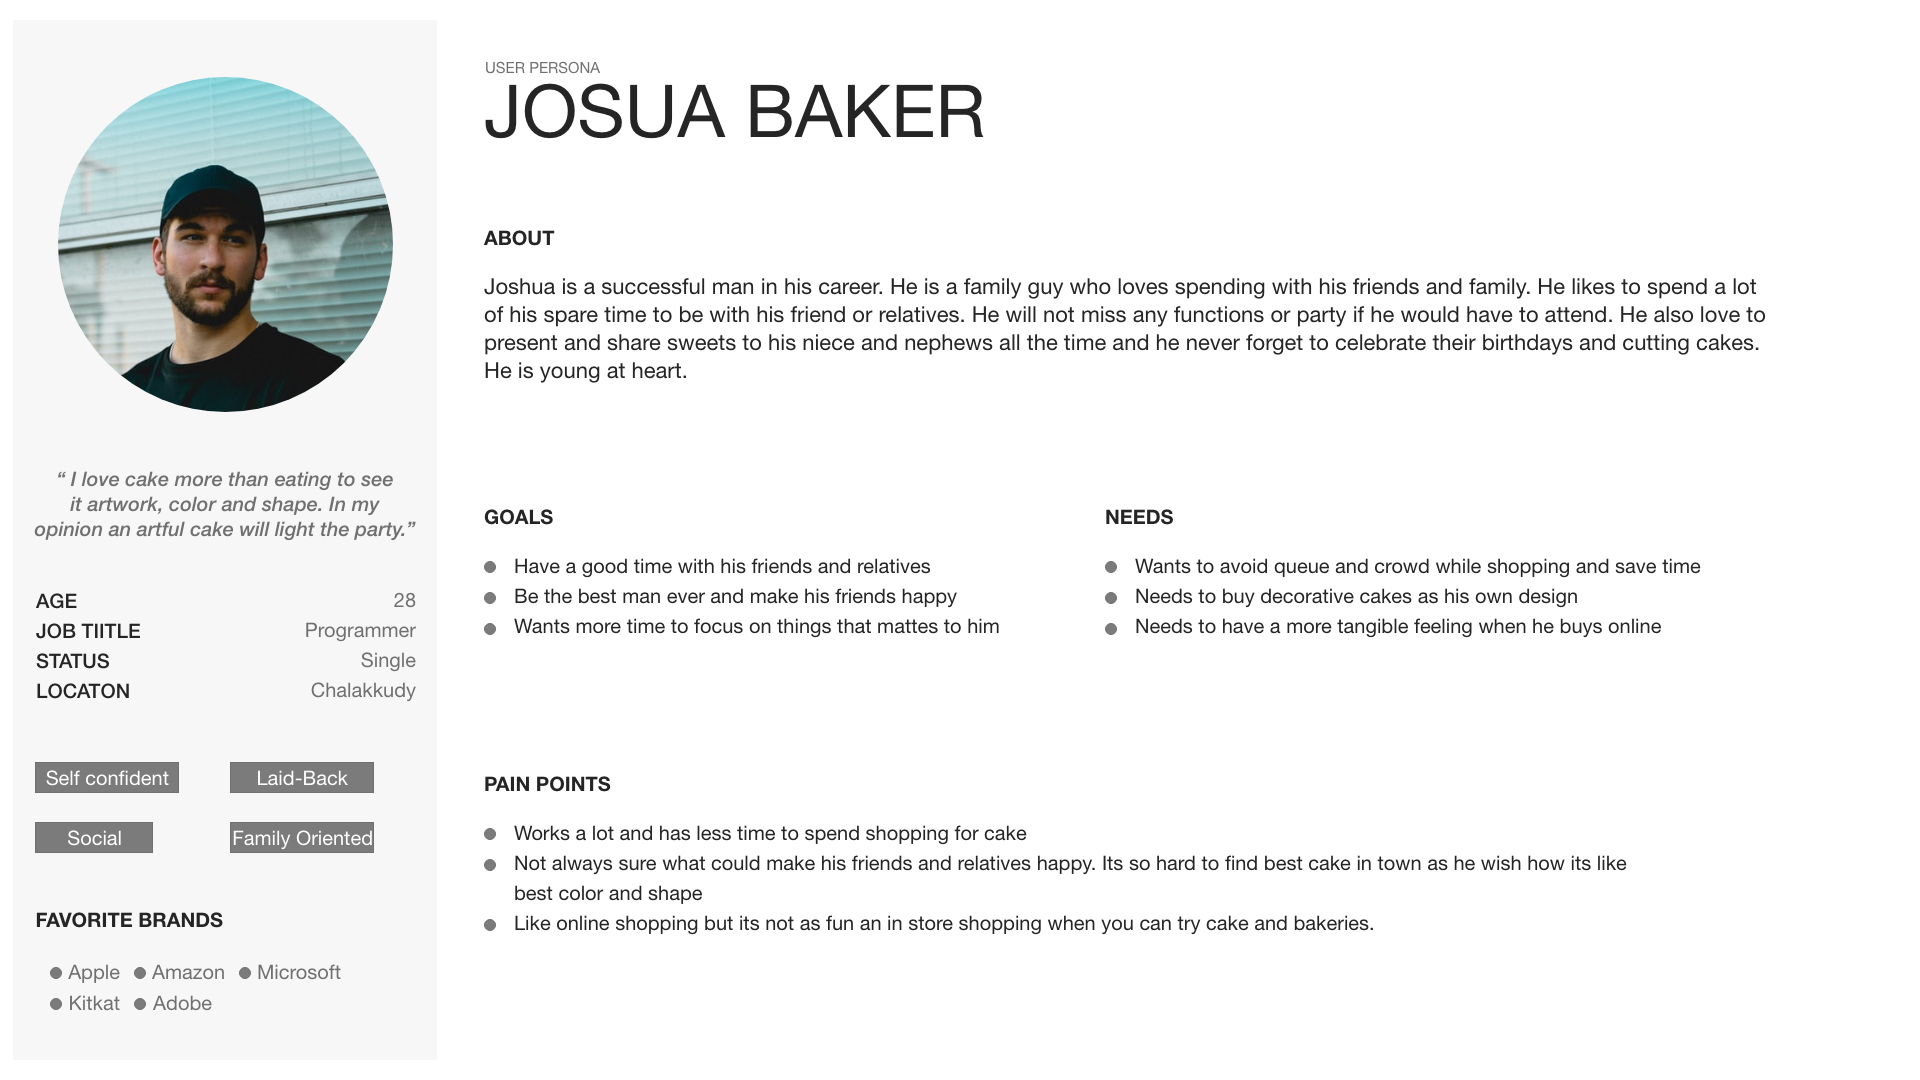 USER PERSONA
JOSUA BAKER
“ I love cake more than eating to see
it artwork, color and shape. In my
opinion an artful cake will light the party.”
AGE 28
JOB TIITLE Programmer
STATUS Single
LOCATON Chalakkudy
Self confident Laid-Back
Social Family Oriented
FAVORITE BRANDS
● Apple ● Amazon ● Microsoft
● Kitkat ● Adobe
ABOUT
Joshua is a successful man in his career. He is a family guy who loves spending with his friends and family. He likes to spend a lot
of his spare time to be with his friend or relatives. He will not miss any functions or party if he would have to attend. He also love to
present and share sweets to his niece and nephews all the time and he never forget to celebrate their birthdays and cutting cakes.
He is young at heart.
GOALS
● Have a good time with his friends and relatives
● Be the best man ever and make his friends happy
● Wants more time to focus on things that mattes to him
NEEDS
● Wants to avoid queue and crowd while shopping and save time
● Needs to buy decorative cakes as his own design
● Needs to have a more tangible feeling when he buys online
PAIN POINTS
● Works a lot and has less time to spend shopping for cake
● Not always sure what could make his friends and relatives happy. Its so hard to find best cake in town as he wish how its like
best color and shape
● Like online shopping but its not as fun an in store shopping when you can try cake and bakeries.